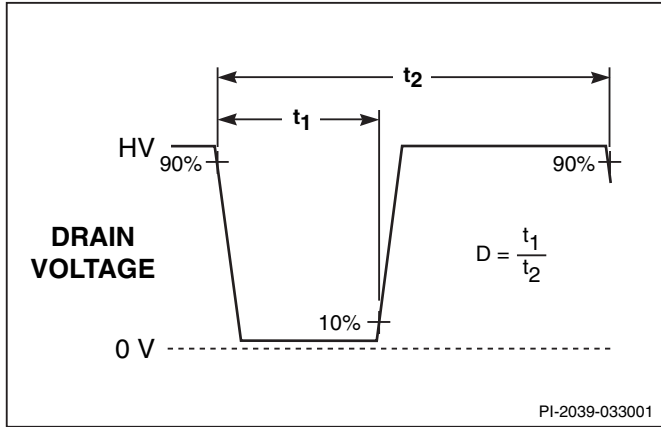 t2
t1
HV
90%
90%
DRAIN
VOLTAGE
D = t1
t2
10%
0 V
PI-2039-033001